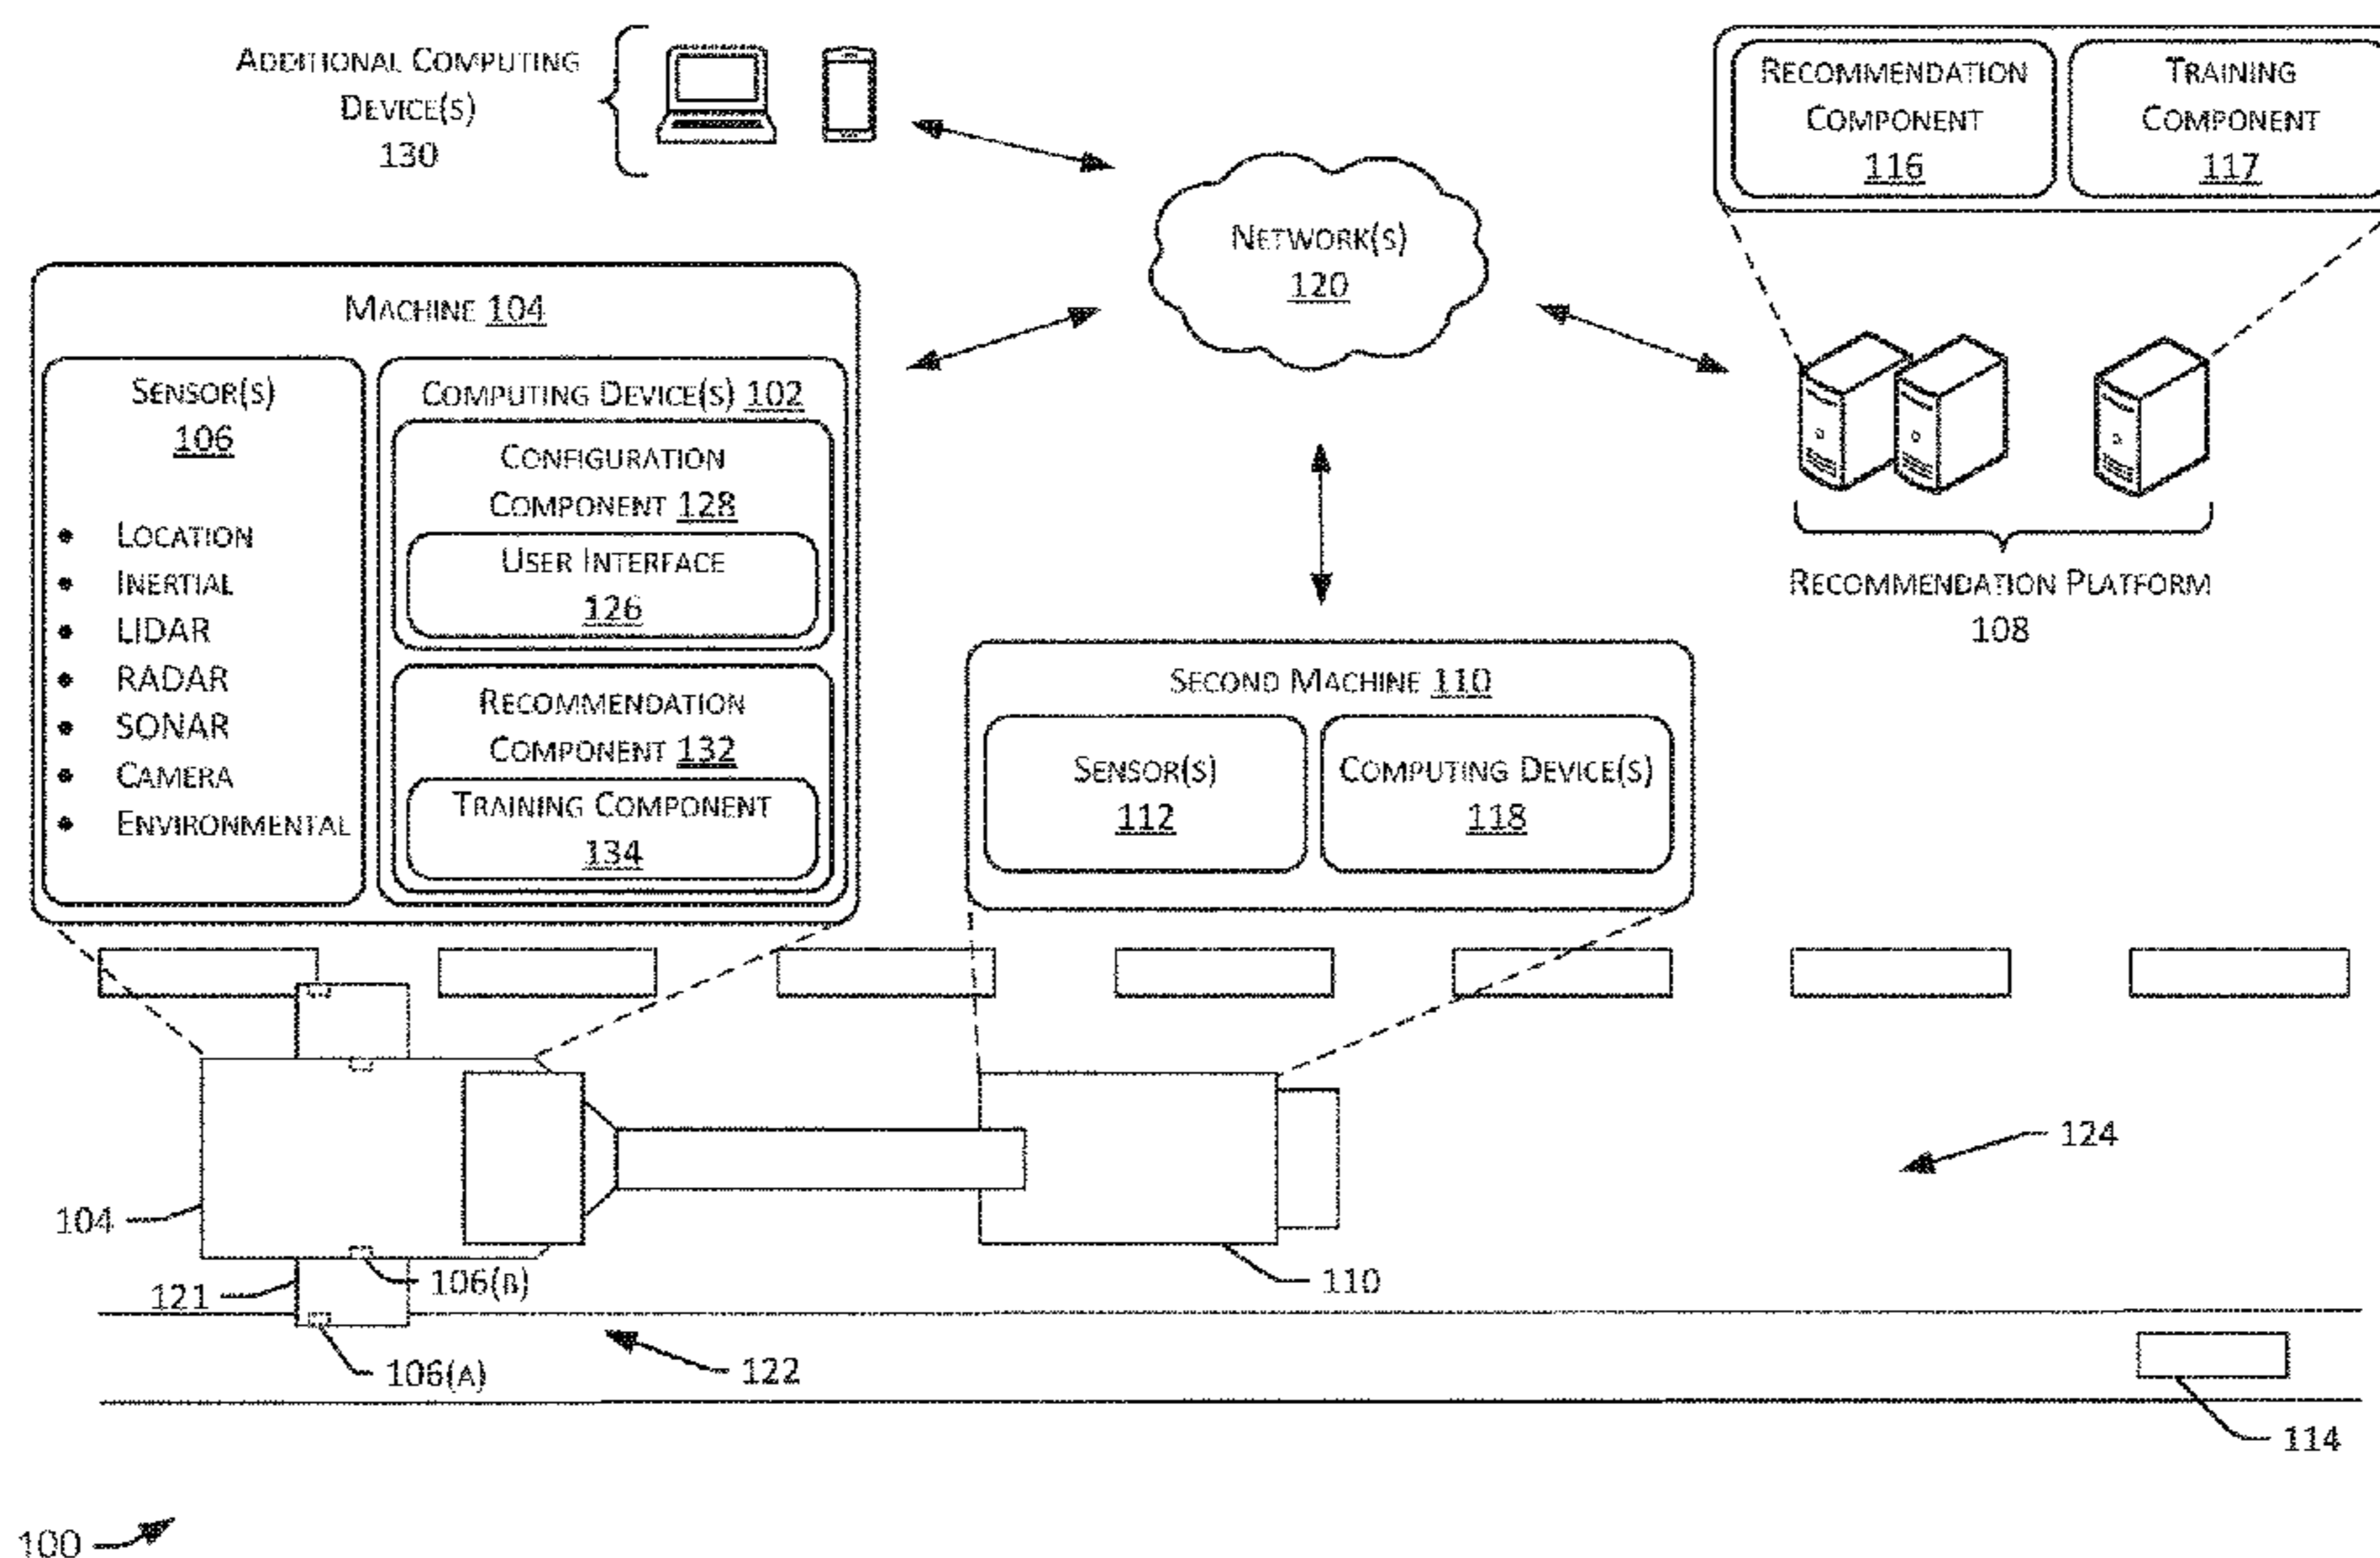 ADDITIONAL COMPUTING
DEVICE(S)
130
RECOMMENDATION
COMPONENT
116
TRAINING
COMPONENT
117
NETWORK(S)
120
MACHINE 104
SENSOR(S)
106
• LOCATION
• INERTIAL
• LIDAR
• RADAR
• SONAR
• CAMERA
• ENVIRONMENTAL
COMPUTING DEVICE(S) 102
CONFIGURATION
COMPONENT 128
USER INTERFACE
126
RECOMMENDATION
COMPONENT 132
TRAINING COMPONENT
134
RECOMMENDATION PLATFORM
108
SECOND MACHINE 110
SENSOR(S)
112
COMPUTING DEVICE(S)
118
124
104
121
106(B)
110
106(A)
122
114
100